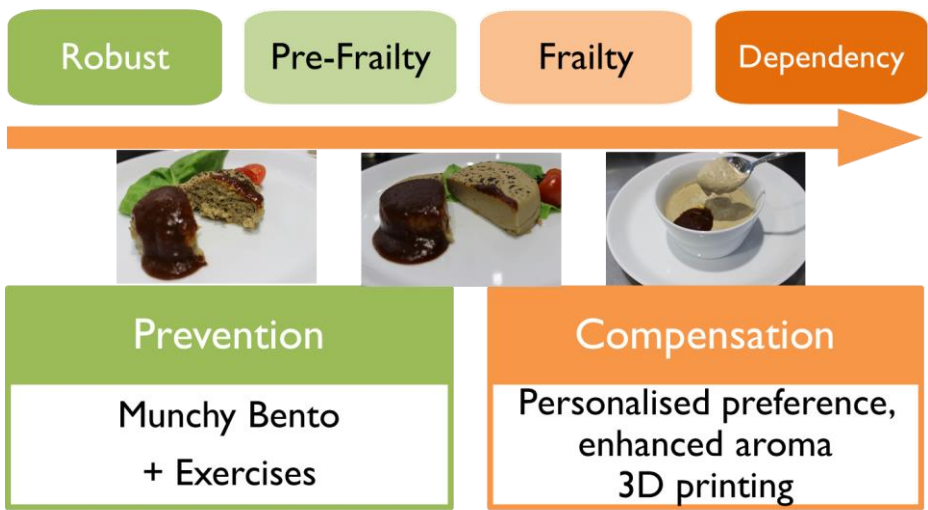 Robust
Pre-Frailty
Frailty
Dependency
Prevention
Munchy Bento
+ Exercises
Compensation
Personalised preference,
enhanced aroma
3D printing